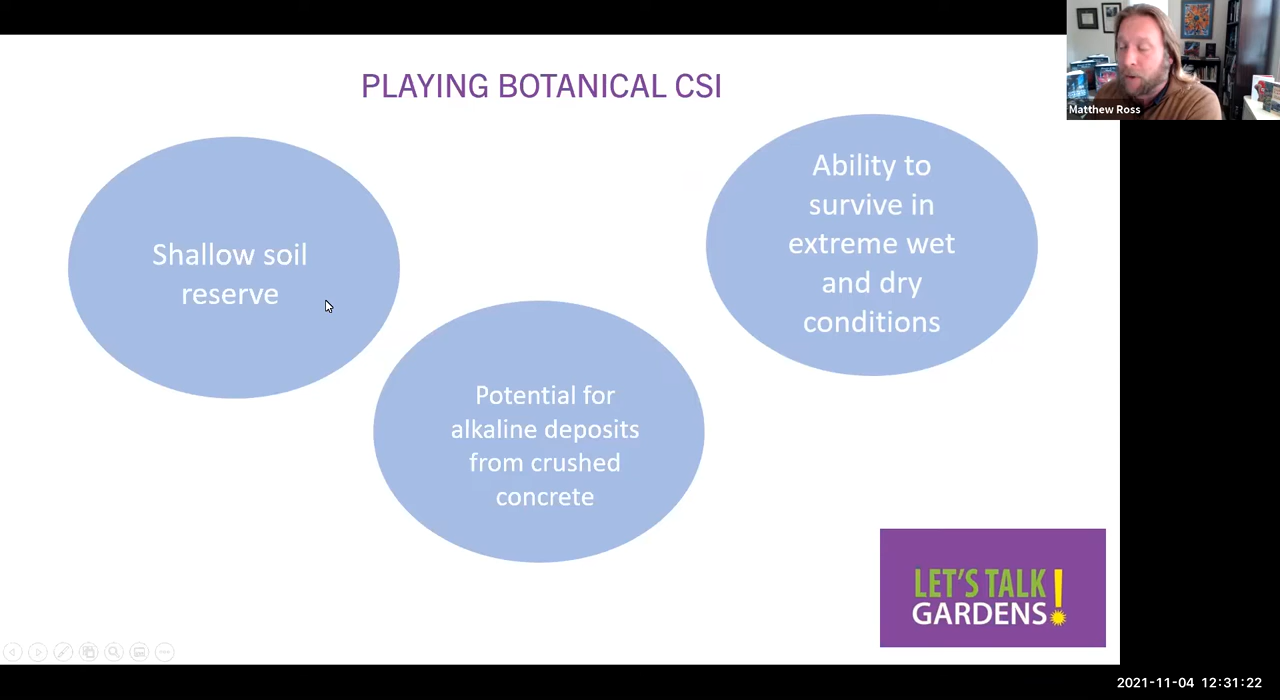 PLAYING BOTANICAL CSI
Shallow soil
reserve
Potential for
alkaline deposits
from crushed
concrete
Ability to
survive in
extreme wet
and dry
conditions
LET'S TALK
GARDENS!
Matthew Ross
2021-11-04 12:31:22